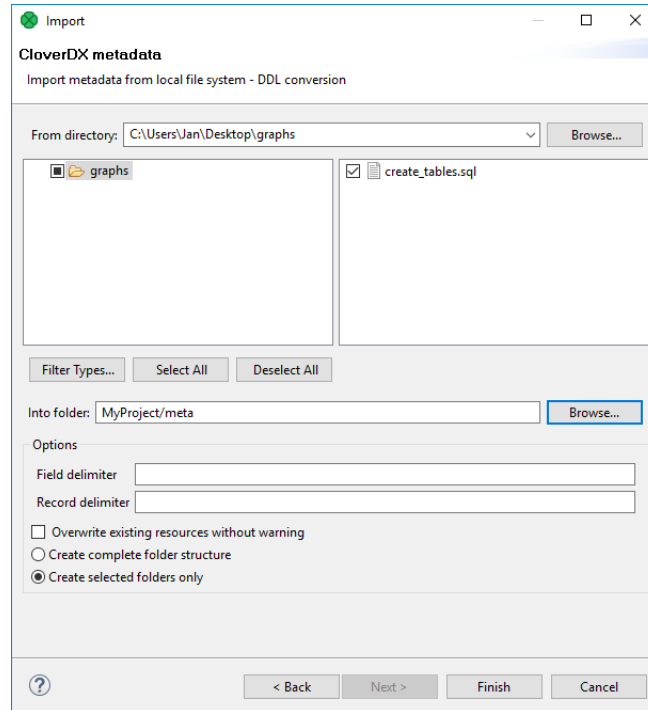 Import
CloverDX metadata
Import metadata from local file system - DDL conversion
From directory: C:\Users\Jan\Desktop\graphs Browse...
graphs
create_tables.sql
Filter Types... Select All Deselect All
Into folder: MyProject/meta Browse...
Options
Field delimiter
Record delimiter
Overwrite existing resources without warning
Create complete folder structure
Create selected folders only
? < Back Next > Finish Cancel